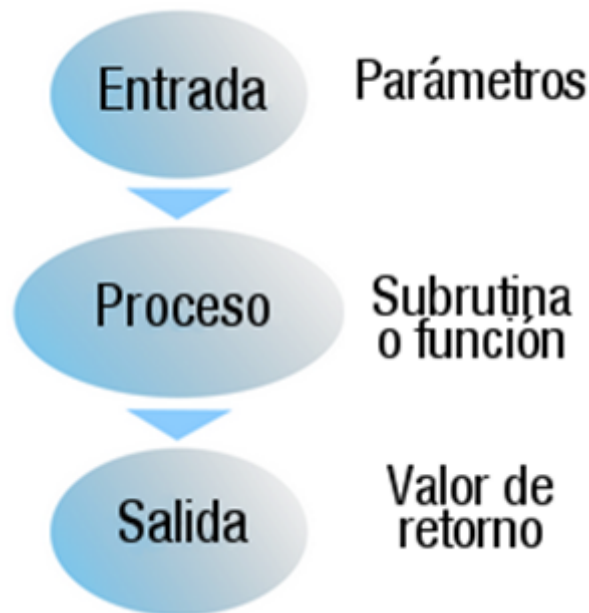 Entrada
Parámetros
Proceso
Subrutina
o función
Salida
Valor de
retorno